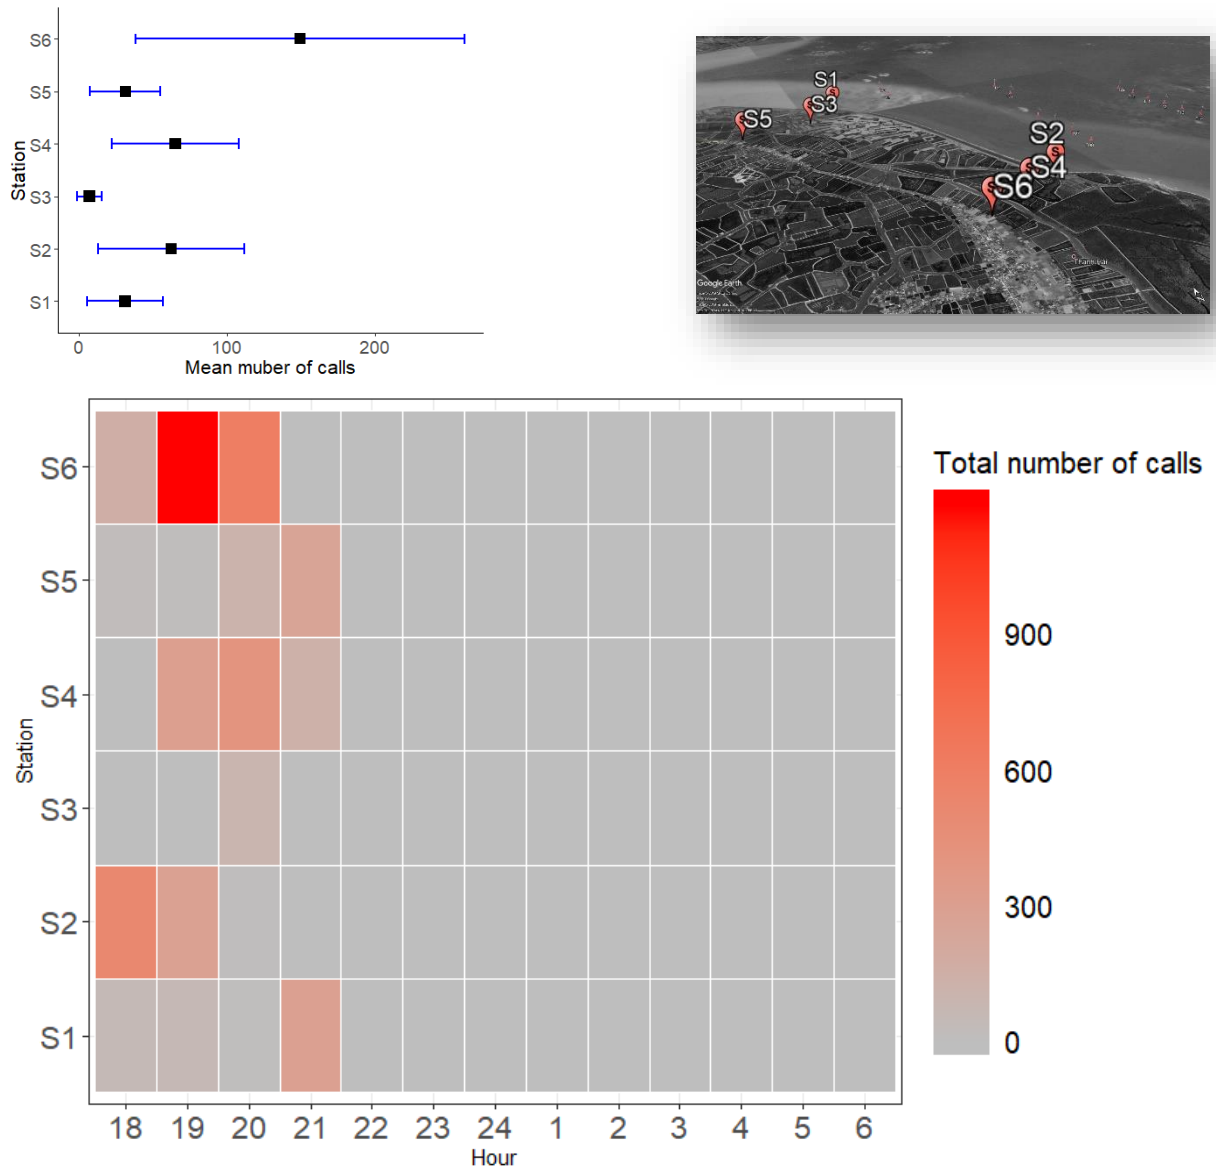 S6
S5
S4
S3
S2
S1
Station
0 100 200
Mean muber of calls
S1
S3
S5
S2
S4
S6
Google Earth
S6
S5
S4
S3
S2
S1
Station
18 19 20 21 22 23 24 1 2 3 4 5 6
Hour
Total number of calls
900
600
300
0